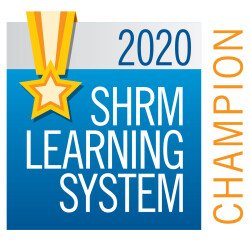 2020
SHRM
LEARNING
SYSTEM
CHAMPION